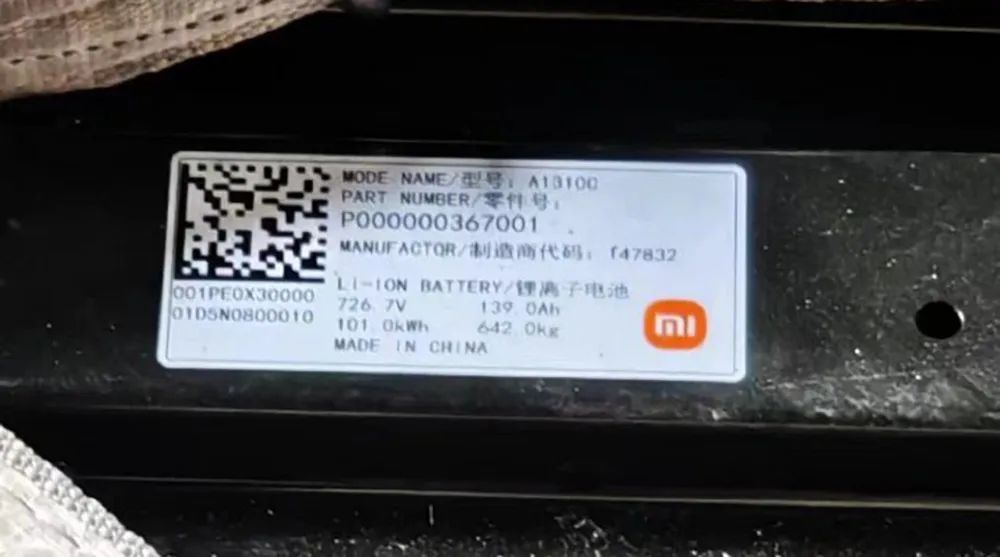 MODE NAME/型号: A1310C
PART NUMBER/零件号:
P0000000367001
MANUFACTOR/制造商代码: f47832
LI-ION BATTERY/锂离子电池
726.7V 139.0Ah
101.0kWh 642.0kg
MADE IN CHINA
001PE0X30000
01D5N0800010
mi